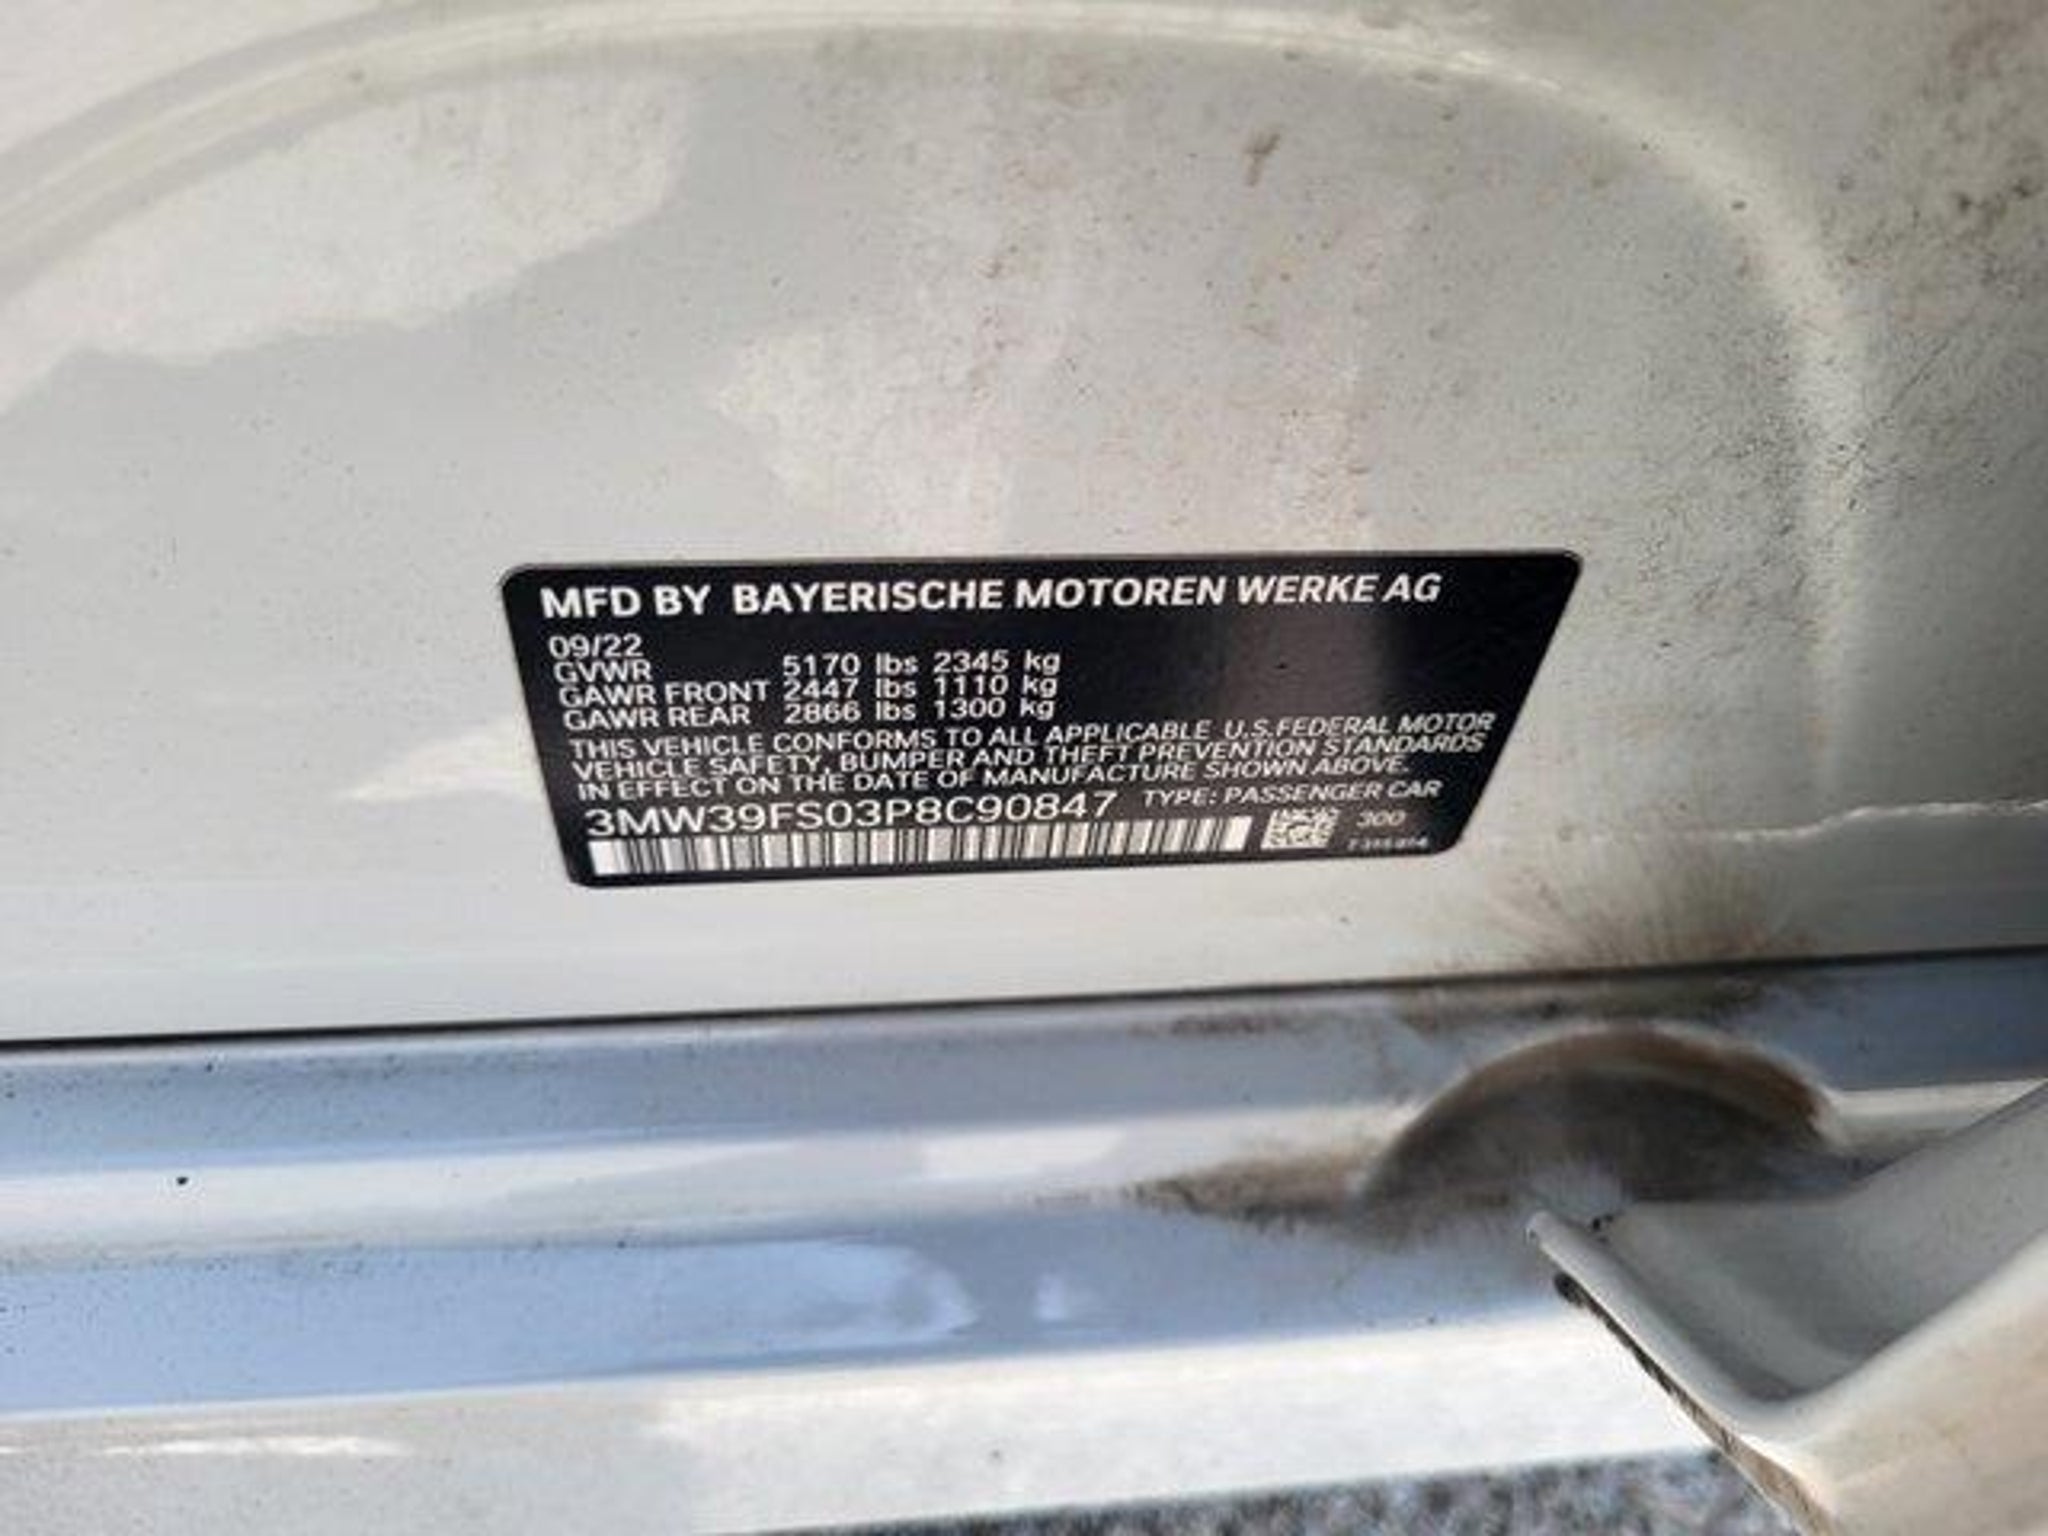 MFD BY BAYERISCHE MOTOREN WERKE AG
09/22
GVWR 5170 lbs 2345 kg
GAWR FRONT 2447 lbs 1110 kg
GAWR REAR 2866 lbs 1300 kg
THIS VEHICLE CONFORMS TO ALL APPLICABLE U.S.FEDERAL MOTOR
VEHICLE SAFETY, BUMPER AND THEFT PREVENTION STANDARDS
IN EFFECT ON THE DATE OF MANUFACTURE SHOWN ABOVE.
3MW39FS03P8C90847 TYPE: PASSENGER CAR
300